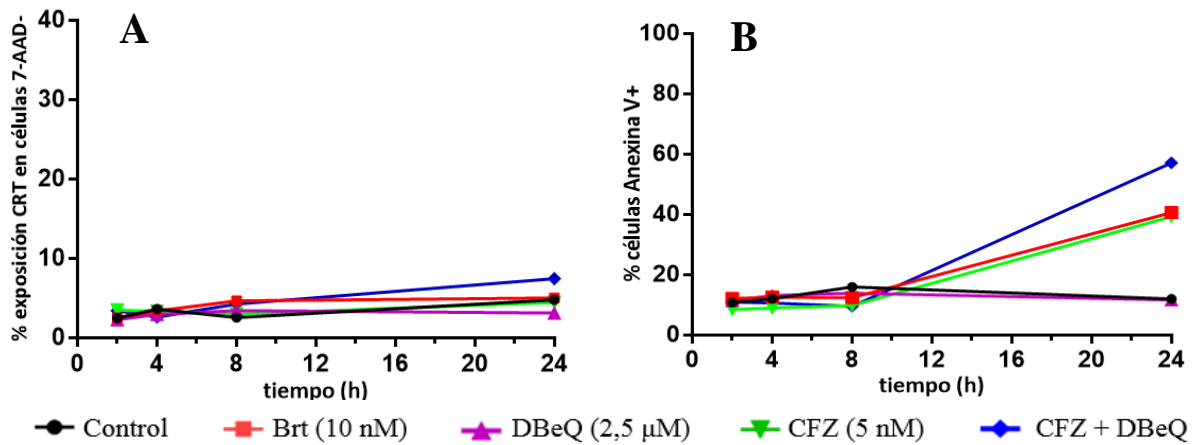 A
% exposición CRT en células 7-AAD-
40
30
20
10
0
0
4
8
12
16
20
24
tiempo (h)
B
% células Anexina V+
100
80
60
40
20
0
0
4
8
12
16
20
24
tiempo (h)
Control
Brt (10 nM)
DBeQ (2,5 µM)
CFZ (5 nM)
CFZ + DBeQ